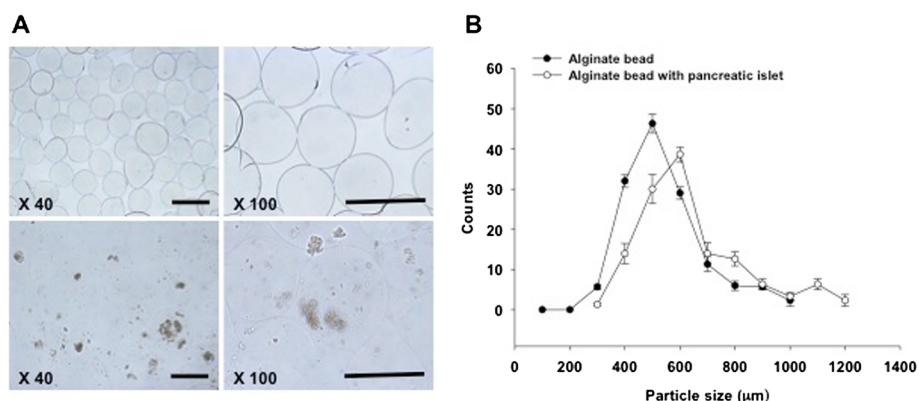 A
X 40
X 100
X 40
X 100
B
Alginate bead
Alginate bead with pancreatic islet
60
50
40
30
20
10
0
Counts
0 200 400 600 800 1000 1200 1400
Particle size (μm)